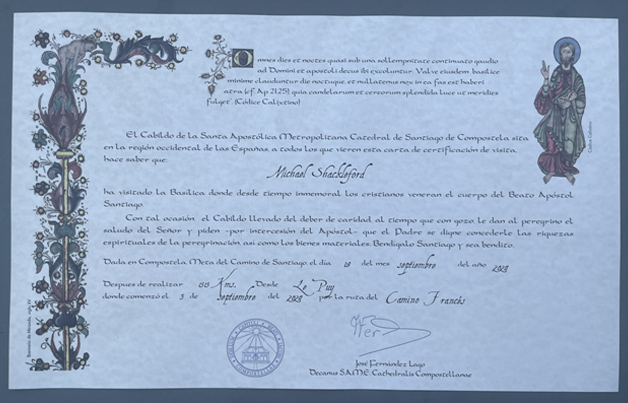 Omnes dies et noctes quasi sub una sollempnitate continuato gaudio
ad Domini et apostoli decus ibi excoluntur. Valve eiusdem basilice
minime clauduntur die noctuque, et nullatenus nox in ea fas est haberi
atra (cf. Ap 21,25), quia candelarum et cereorum splendida luce ut meridies
fulget. (Códice Calixtino)
El Cabildo de la Santa Apostólica Metropolitana Catedral de Santiago de Compostela sita
en la región occidental de las Españas, a todos los que vieren esta carta de certificación de visita,
hace saber que:
Michael Shackleford
ha visitado la Basílica donde desde tiempo inmemorial los cristianos veneran el cuerpo del Beato Apóstol
Santiago.
Con tal ocasión, el Cabildo llevado del deber de caridad, al tiempo que con gozo, le dan al peregrino el
saludo del Señor y piden -por intercesión del Apóstol- que el Padre se digne concederle las riquezas
espirituales de la peregrinación, así como los bienes materiales. Bendígalo Santiago y sea bendito.
Dada en Compostela, Meta del Camino de Santiago, el día 19 del mes septiembre del año 2023
Despues de realizar 88 Kms. Desde Le Puy
donde comenzó el 3 de septiembre del 2023 por la ruta del Camino Francés
José Fernández Lago
Decanus S.A.M.E. Cathedralis Compostellanae
Códice Calixtino